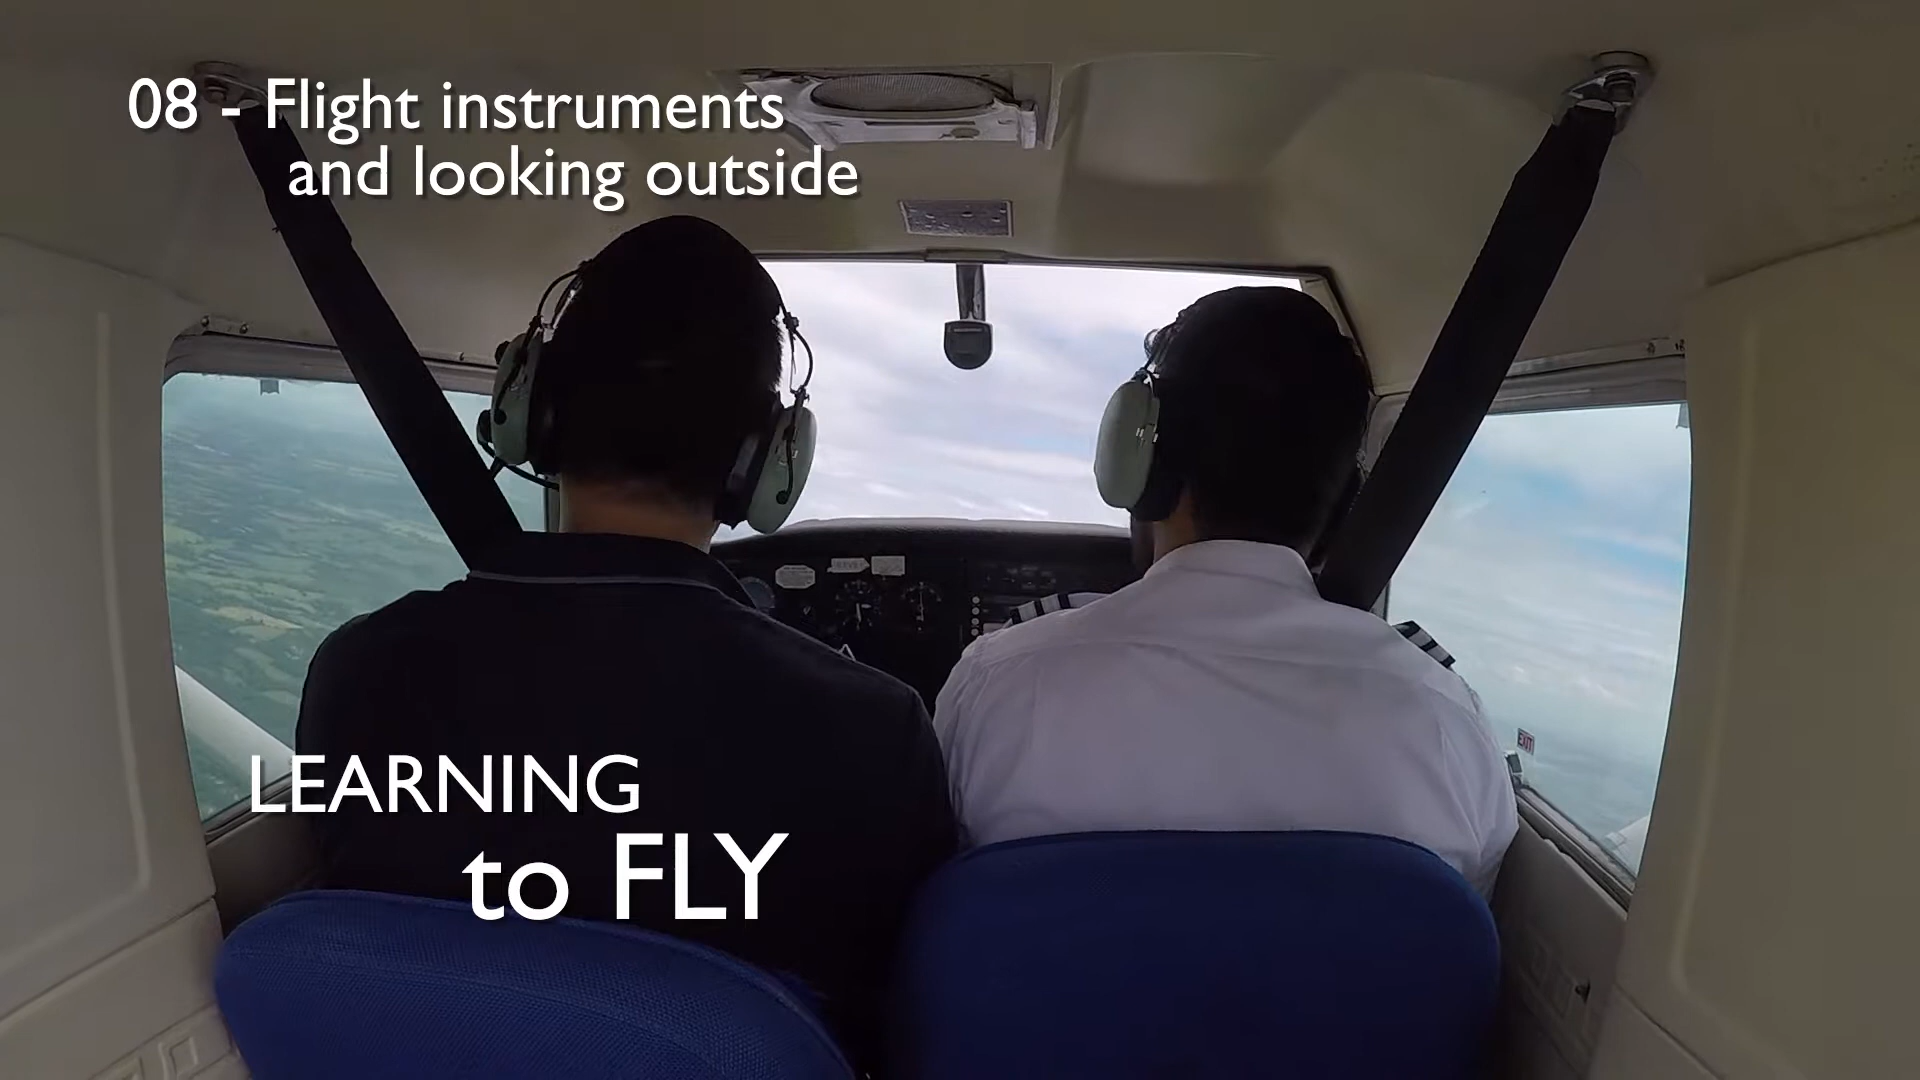 08 - Flight instruments
and looking outside
EXIT
LEARNING
to FLY